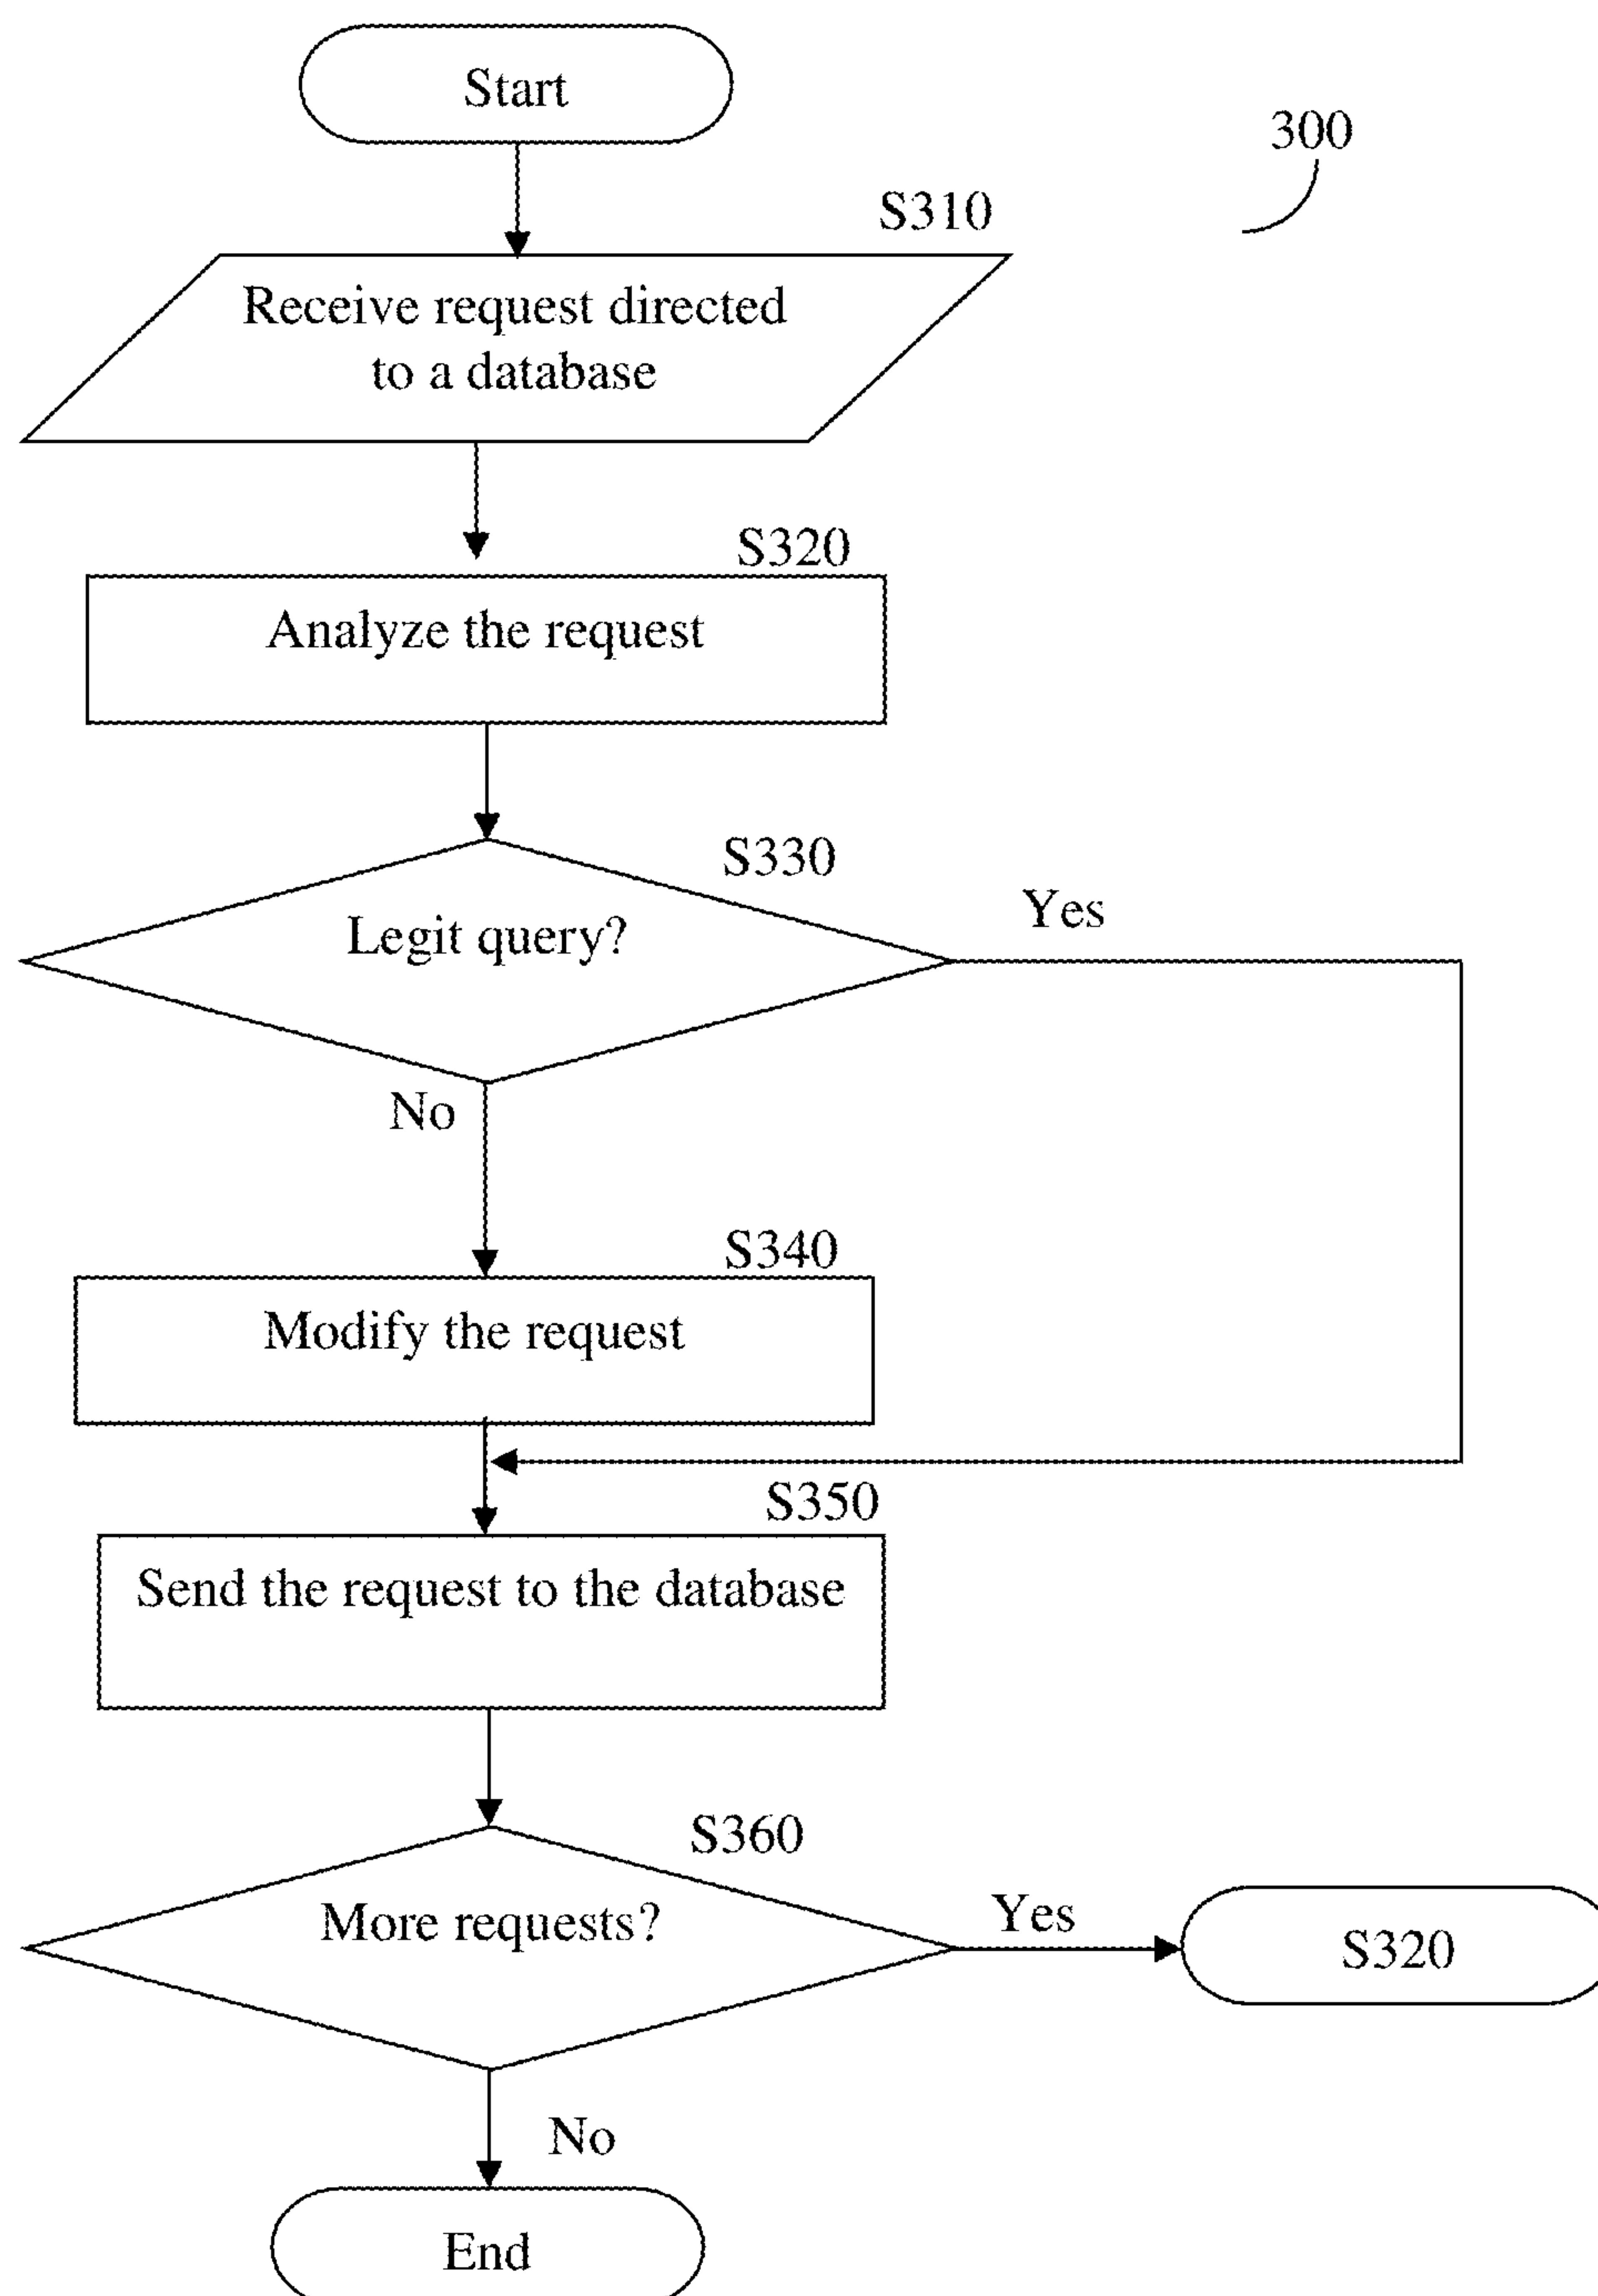 Start
300
S310
Receive request directed
to a database
S320
Analyze the request
S330
Legit query?
Yes
No
S340
Modify the request
S350
Send the request to the database
S360
More requests?
Yes
S320
No
End